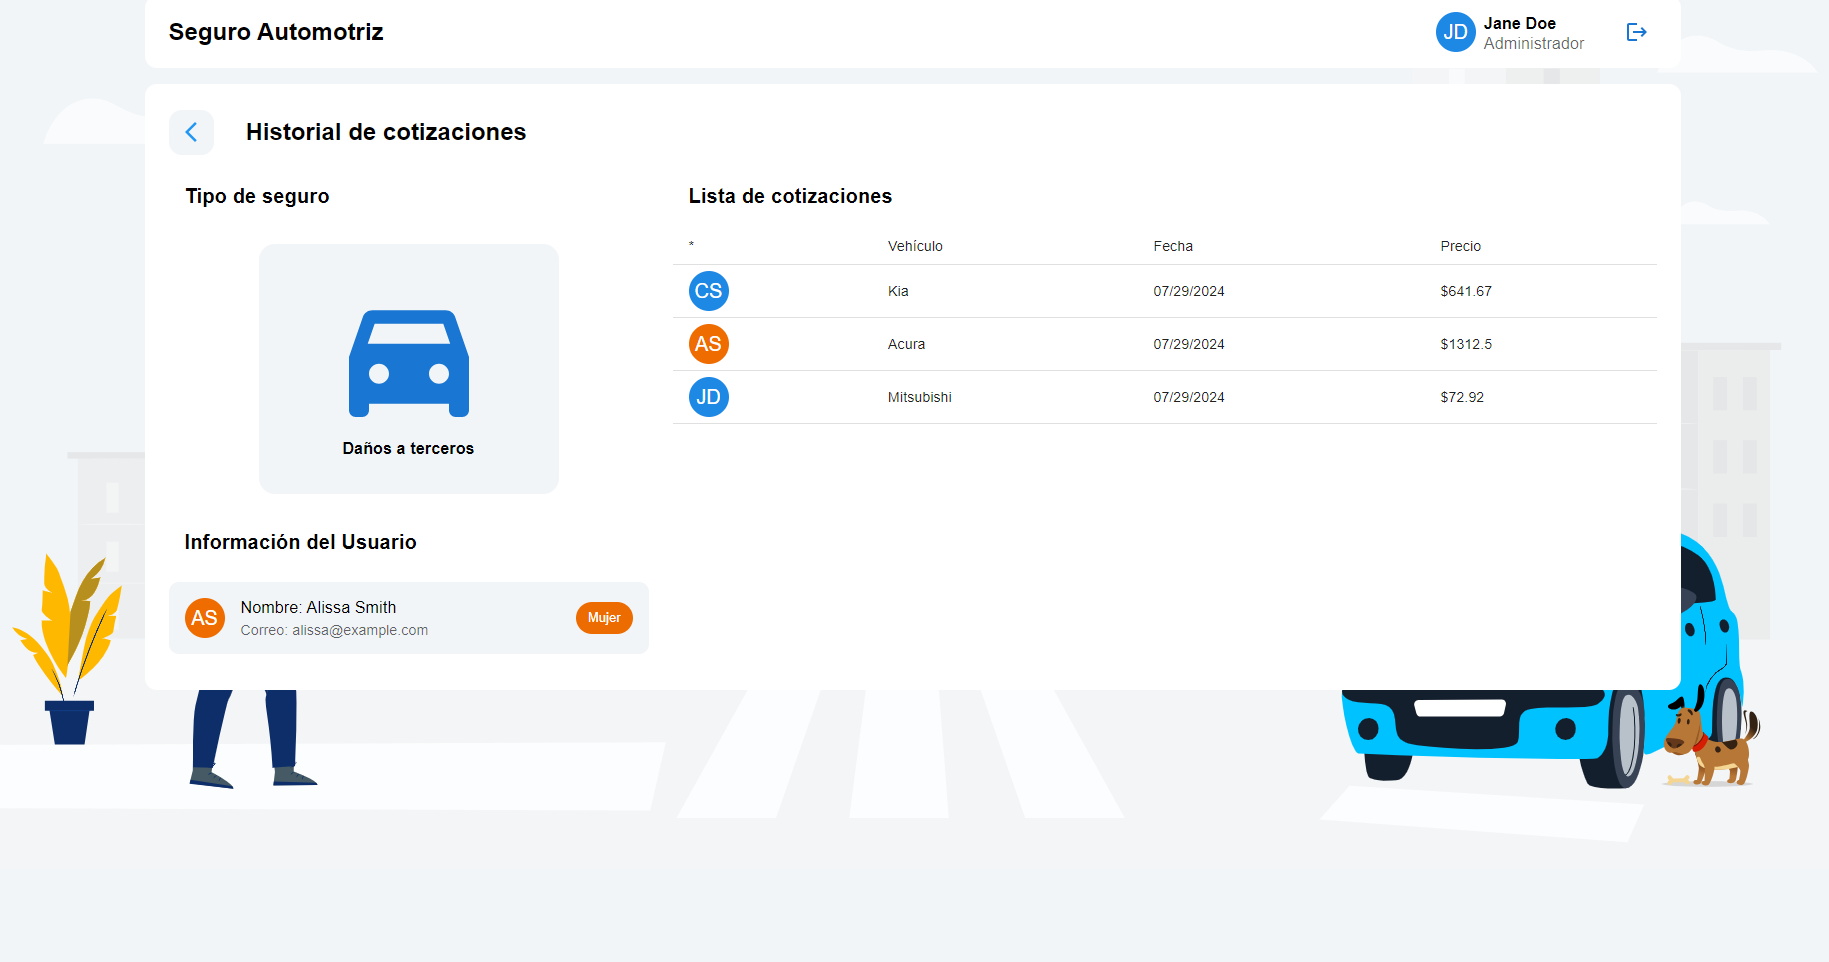 Seguro Automotriz
JD
Jane Doe
Administrador
Historial de cotizaciones
Tipo de seguro
Daños a terceros
Información del Usuario
AS
Nombre: Alissa Smith
Correo: alissa@example.com
Mujer
Lista de cotizaciones
* Vehículo Fecha Precio
CS Kia 07/29/2024 $641.67
AS Acura 07/29/2024 $1312.5
JD Mitsubishi 07/29/2024 $72.92